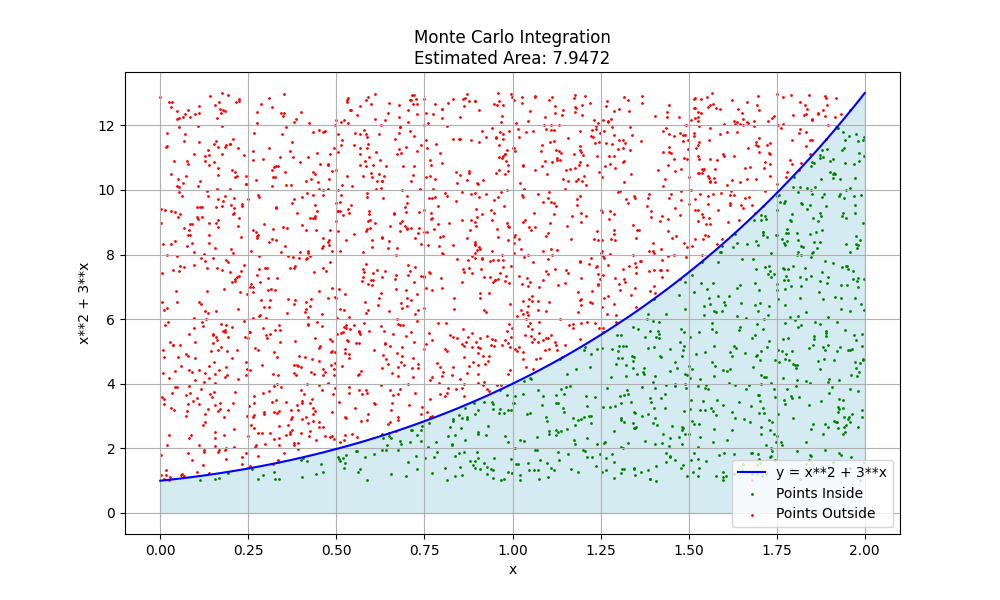 Monte Carlo Integration
Estimated Area: 7.9472
x**2 + 3**x
12
10
8
6
4
2
0
y = x**2 + 3**x
Points Inside
Points Outside
0.00 0.25 0.50 0.75 1.00 1.25 1.50 1.75 2.00
x